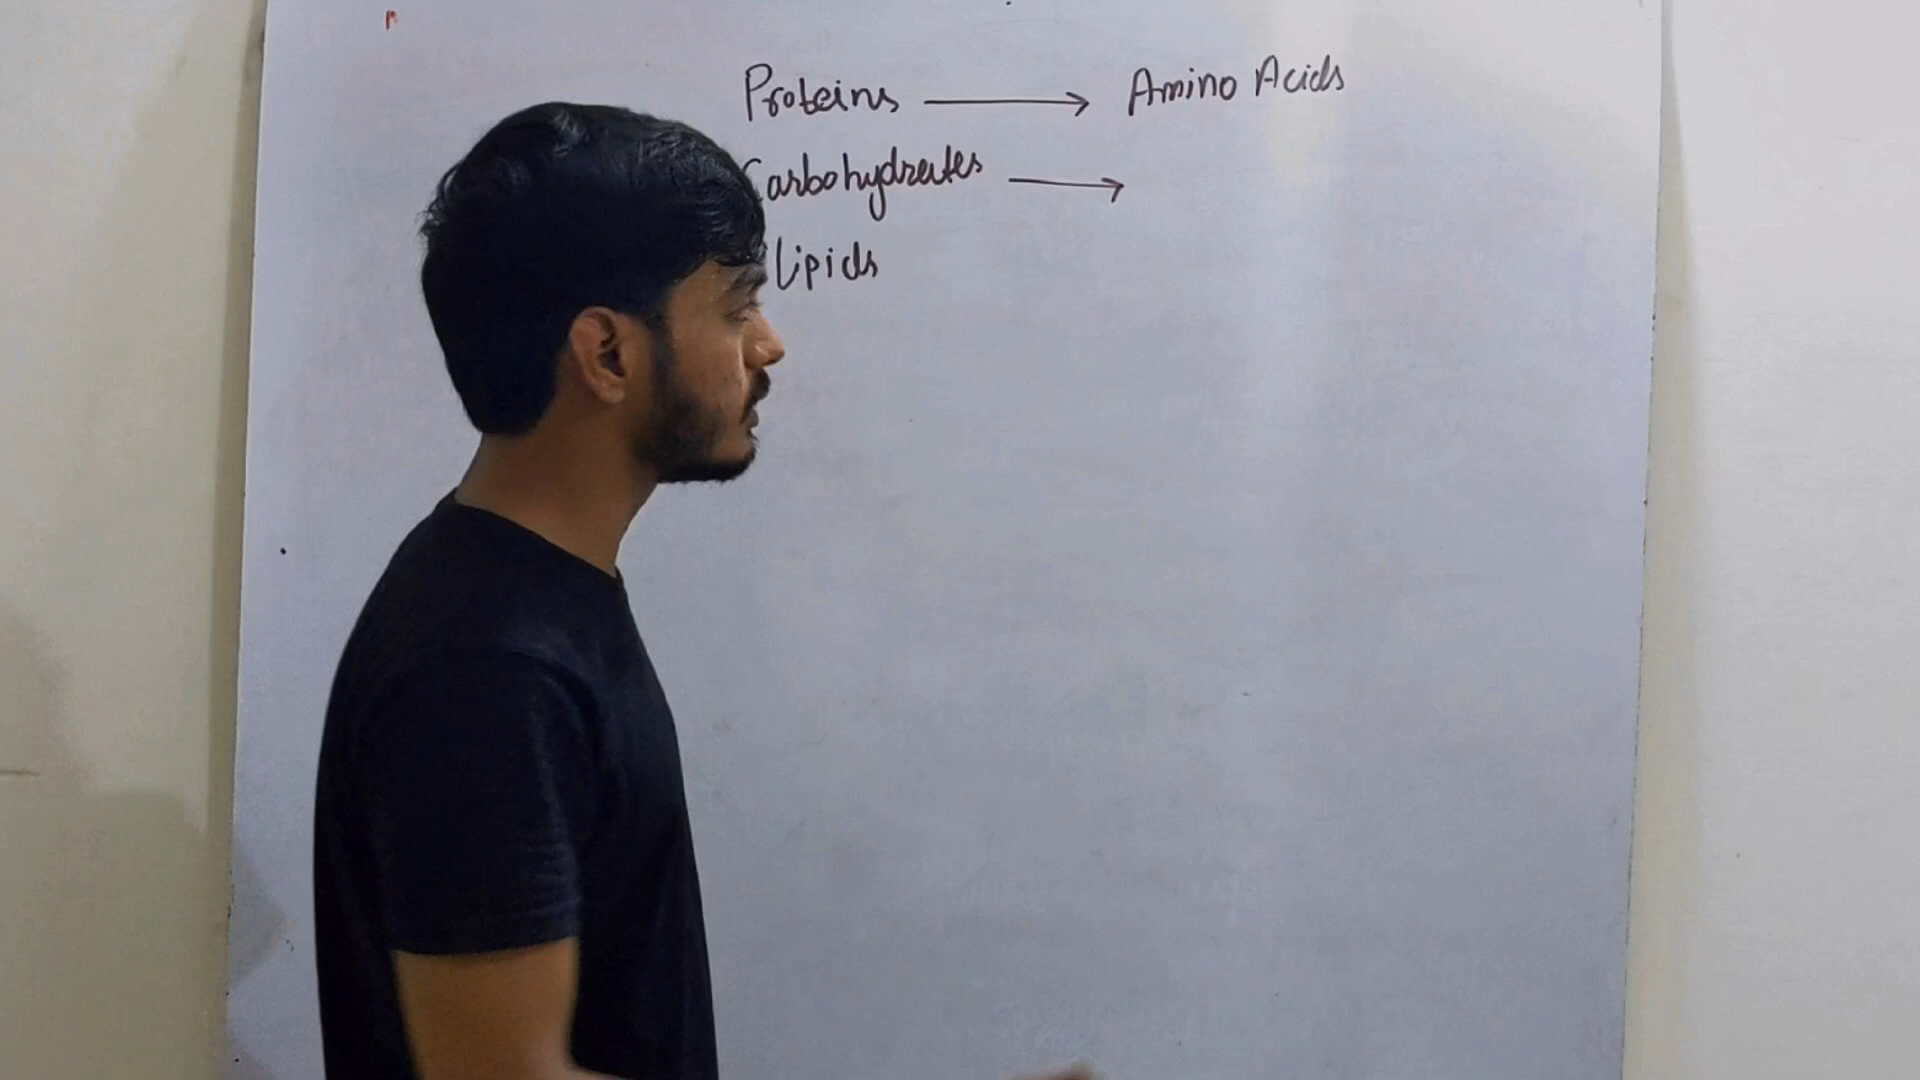 Proteins → Amino Acids
Carbohydrates →
Lipids